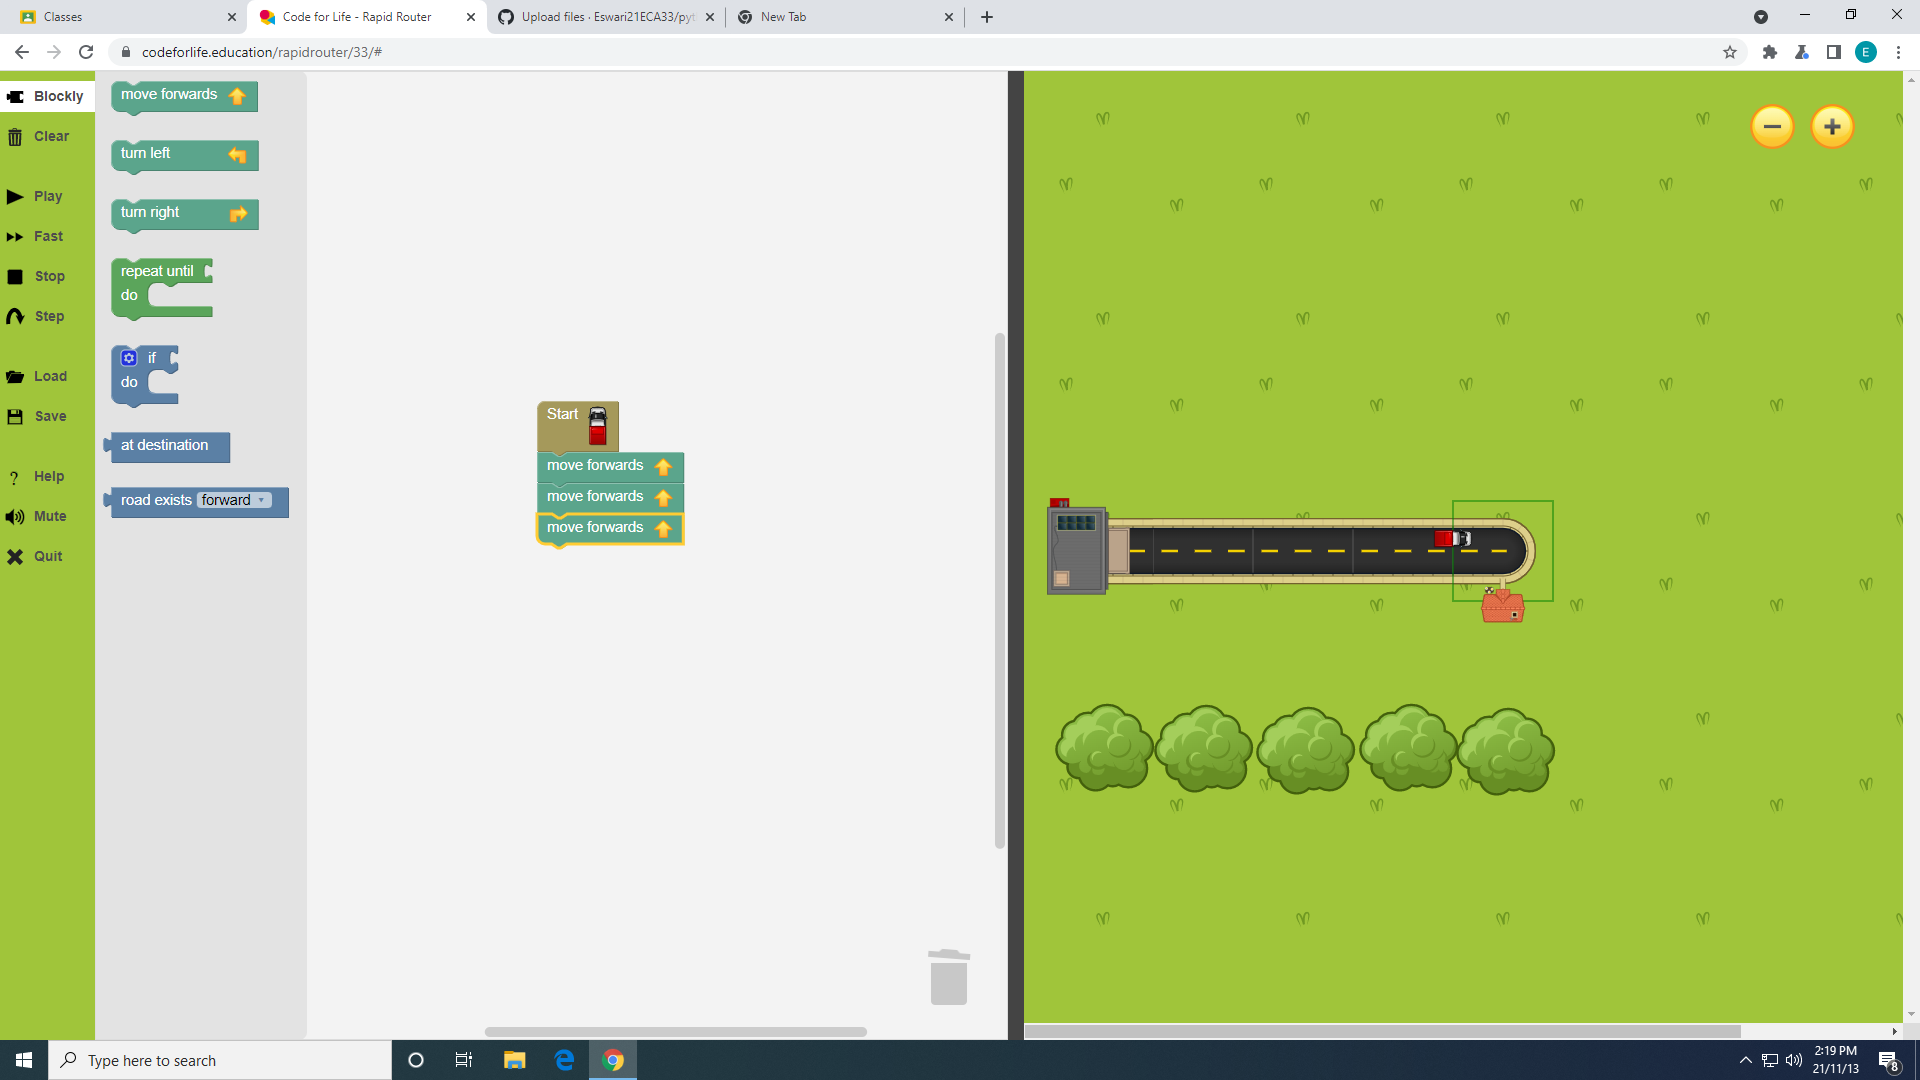 Classes
Code for Life - Rapid Router
Upload files · Eswari21ECA33/pyt
New Tab
codeforlife.education/rapidrouter/33/#
E
Blockly
Clear
Play
Fast
Stop
Step
Load
Save
? Help
Mute
Quit
move forwards
turn left
turn right
repeat until
do
if
do
at destination
road exists forward
Start
move forwards
move forwards
move forwards
Type here to search
2:19 PM
21/11/13
8